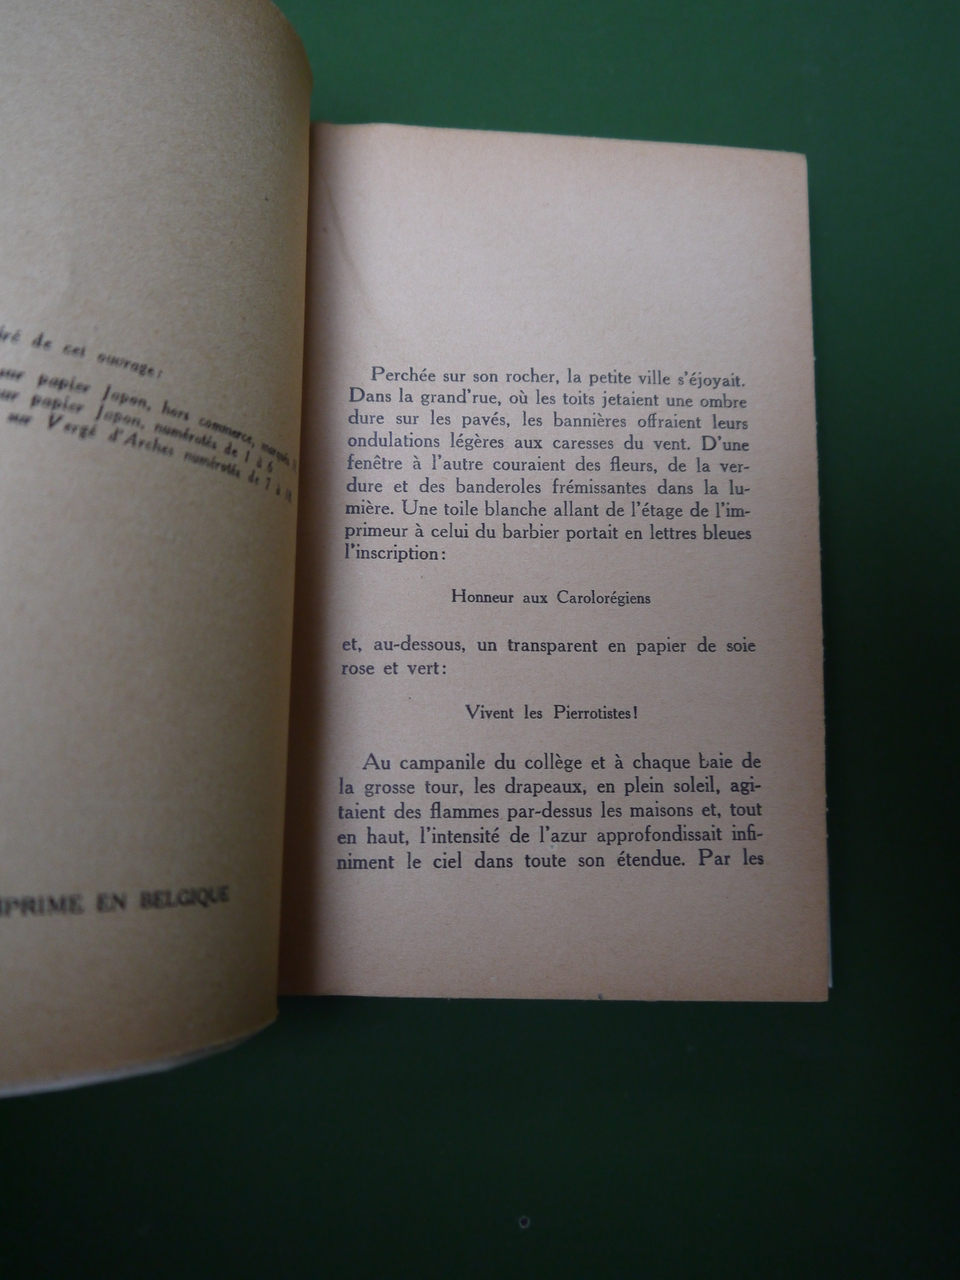 iré de cet ouvrage:
ur papier Japon, hors commerce, marqués
ur papier Japon, numérotés de 1 à 6
sur Vergé d'Arches numérotés de 7 à
IMPRIME EN BELGIQUE
Perchée sur son rocher, la petite ville s'éjoyait.
Dans la grand'rue, où les toits jetaient une ombre
dure sur les pavés, les bannières offraient leurs
ondulations légères aux caresses du vent. D'une
fenêtre à l'autre couraient des fleurs, de la ver-
dure et des banderoles frémissantes dans la lu-
mière. Une toile blanche allant de l'étage de l'im-
primeur à celui du barbier portait en lettres bleues
l'inscription:
Honneur aux Carolorégiens
et, au-dessous, un transparent en papier de soie
rose et vert:
Vivent les Pierrotistes!
Au campanile du collège et à chaque baie de
la grosse tour, les drapeaux, en plein soleil, agi-
taient des flammes par-dessus les maisons et, tout
en haut, l'intensité de l'azur approfondissait infi-
niment le ciel dans toute son étendue. Par les